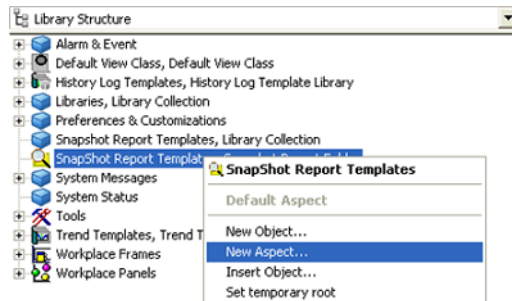 Library Structure
Alarm & Event
Default View Class, Default View Class
History Log Templates, History Log Template Library
Libraries, Library Collection
Preferences & Customizations
Snapshot Report Templates, Library Collection
SnapShot Report Template
System Messages
System Status
Tools
Trend Templates, Trend T
Workplace Frames
Workplace Panels
SnapShot Report Templates
Default Aspect
New Object...
New Aspect...
Insert Object...
Set temporary root